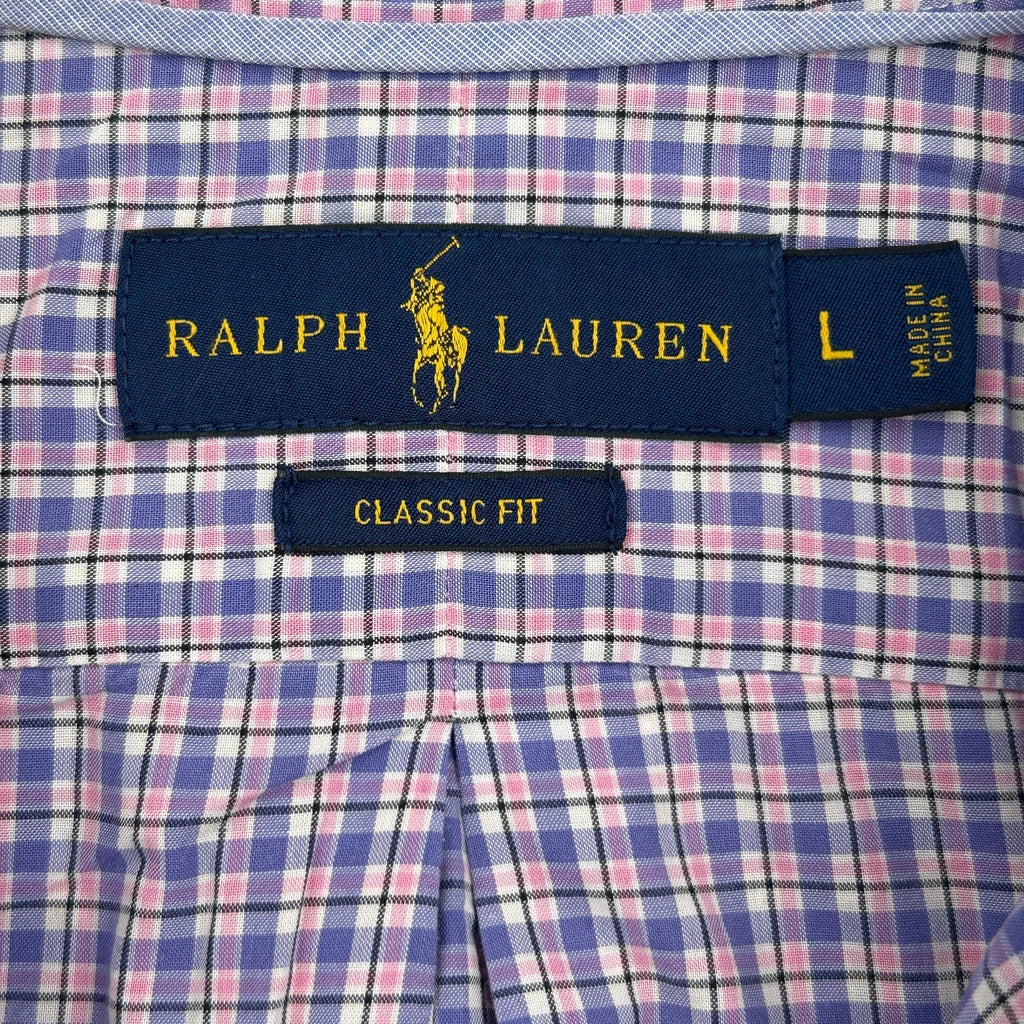 RALPH LAUREN
L
MADE IN
CHINA
CLASSIC FIT